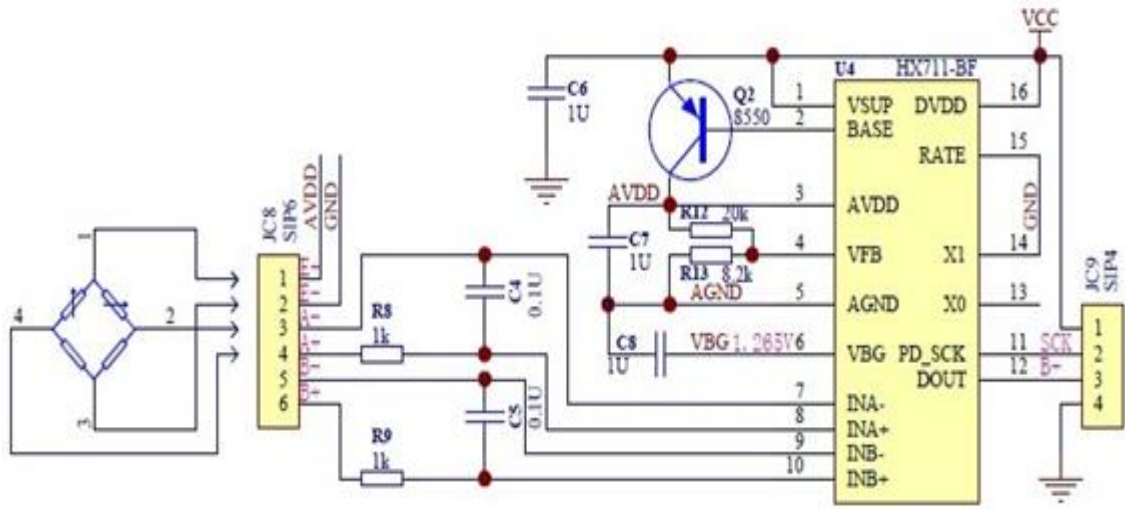 VCC
U4 HX711-BF
C6
1U
Q2
8550
1 VSUP DVDD 16
2 BASE
RATE 15
AVDD 3 AVDD
R12 20k
C7
1U
4 VFB X1 14
GND
R13 8.2k
AGND 5 AGND X0 13
C8
1U
VBG 1.265V 6 VBG PD_SCK 11 SCK
DOUT 12 B+
7 INA-
8 INA+
9 INB-
10 INB+
JC9
SIP4
1
2
3
4
AVDD
GND
JC8
SIP6
1
2
3 A-
4 A+
5 B-
6 B+
R8
1k
C4
0.1U
C5
0.1U
R9
1k
1
2
3
4